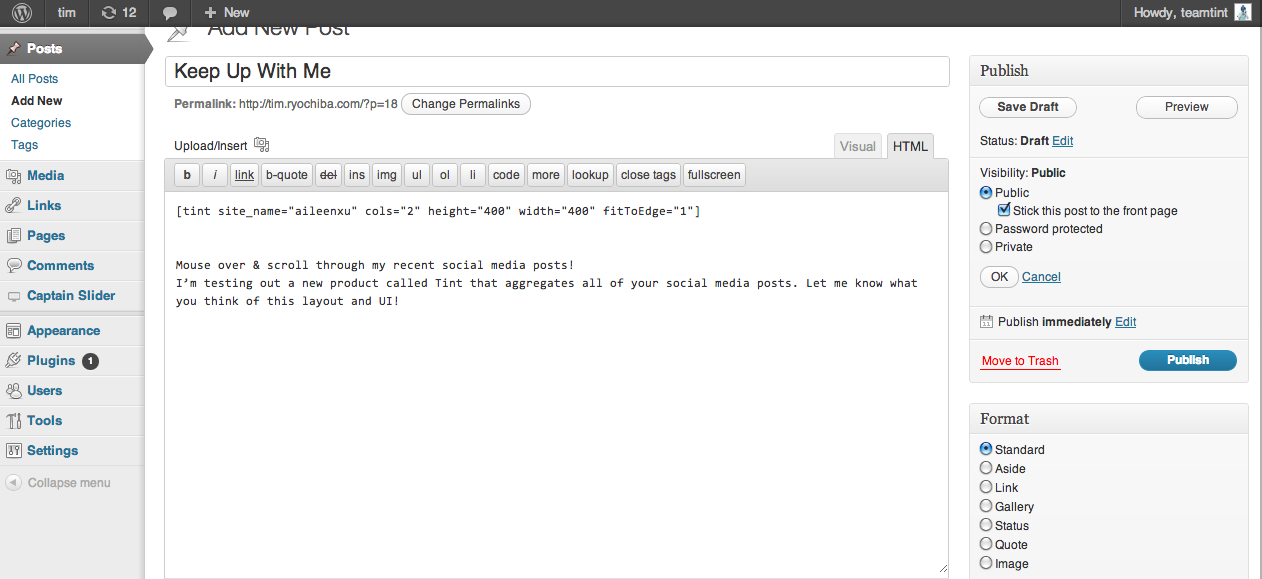 tim 12 + New Howdy, teamtint
Add New Post
Posts
All Posts
Add New
Categories
Tags
Media
Links
Pages
Comments
Captain Slider
Appearance
Plugins 1
Users
Tools
Settings
Collapse menu
Keep Up With Me
Permalink: http://tim.ryochiba.com/?p=18 Change Permalinks
Upload/Insert Visual HTML
b i link b-quote del ins img ul ol li code more lookup close tags fullscreen
[tint site_name="aileenxu" cols="2" height="400" width="400" fitToEdge="1"]
Mouse over & scroll through my recent social media posts!
I’m testing out a new product called Tint that aggregates all of your social media posts. Let me know what
you think of this layout and UI!
Publish
Save Draft Preview
Status: Draft Edit
Visibility: Public
Public
Stick this post to the front page
Password protected
Private
OK Cancel
11 Publish immediately Edit
Move to Trash Publish
Format
Standard
Aside
Link
Gallery
Status
Quote
Image